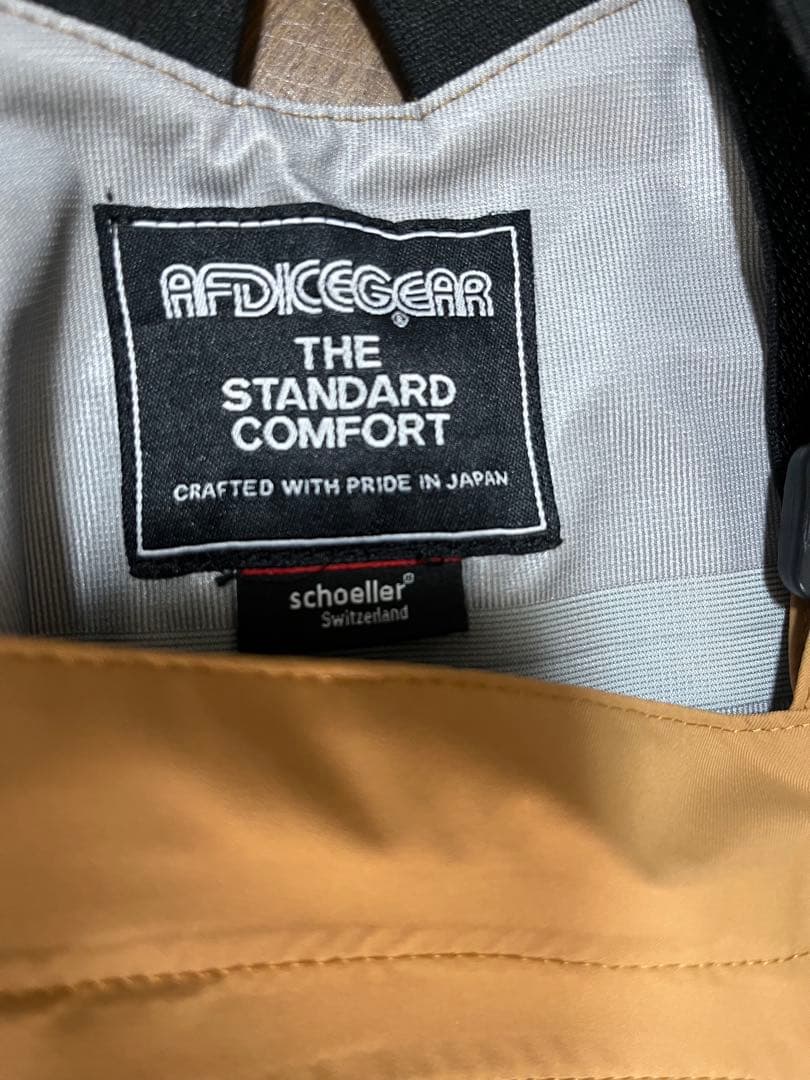 AFDICEGEAR®
THE
STANDARD
COMFORT
CRAFTED WITH PRIDE IN JAPAN
schoeller®
Switzerland